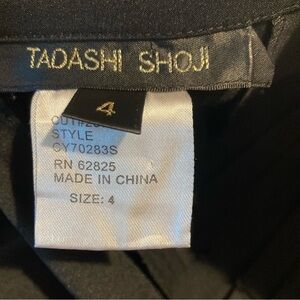 TADASHI SHOJI
4
STYLE
CY70283S
RN 62825
MADE IN CHINA
SIZE: 4